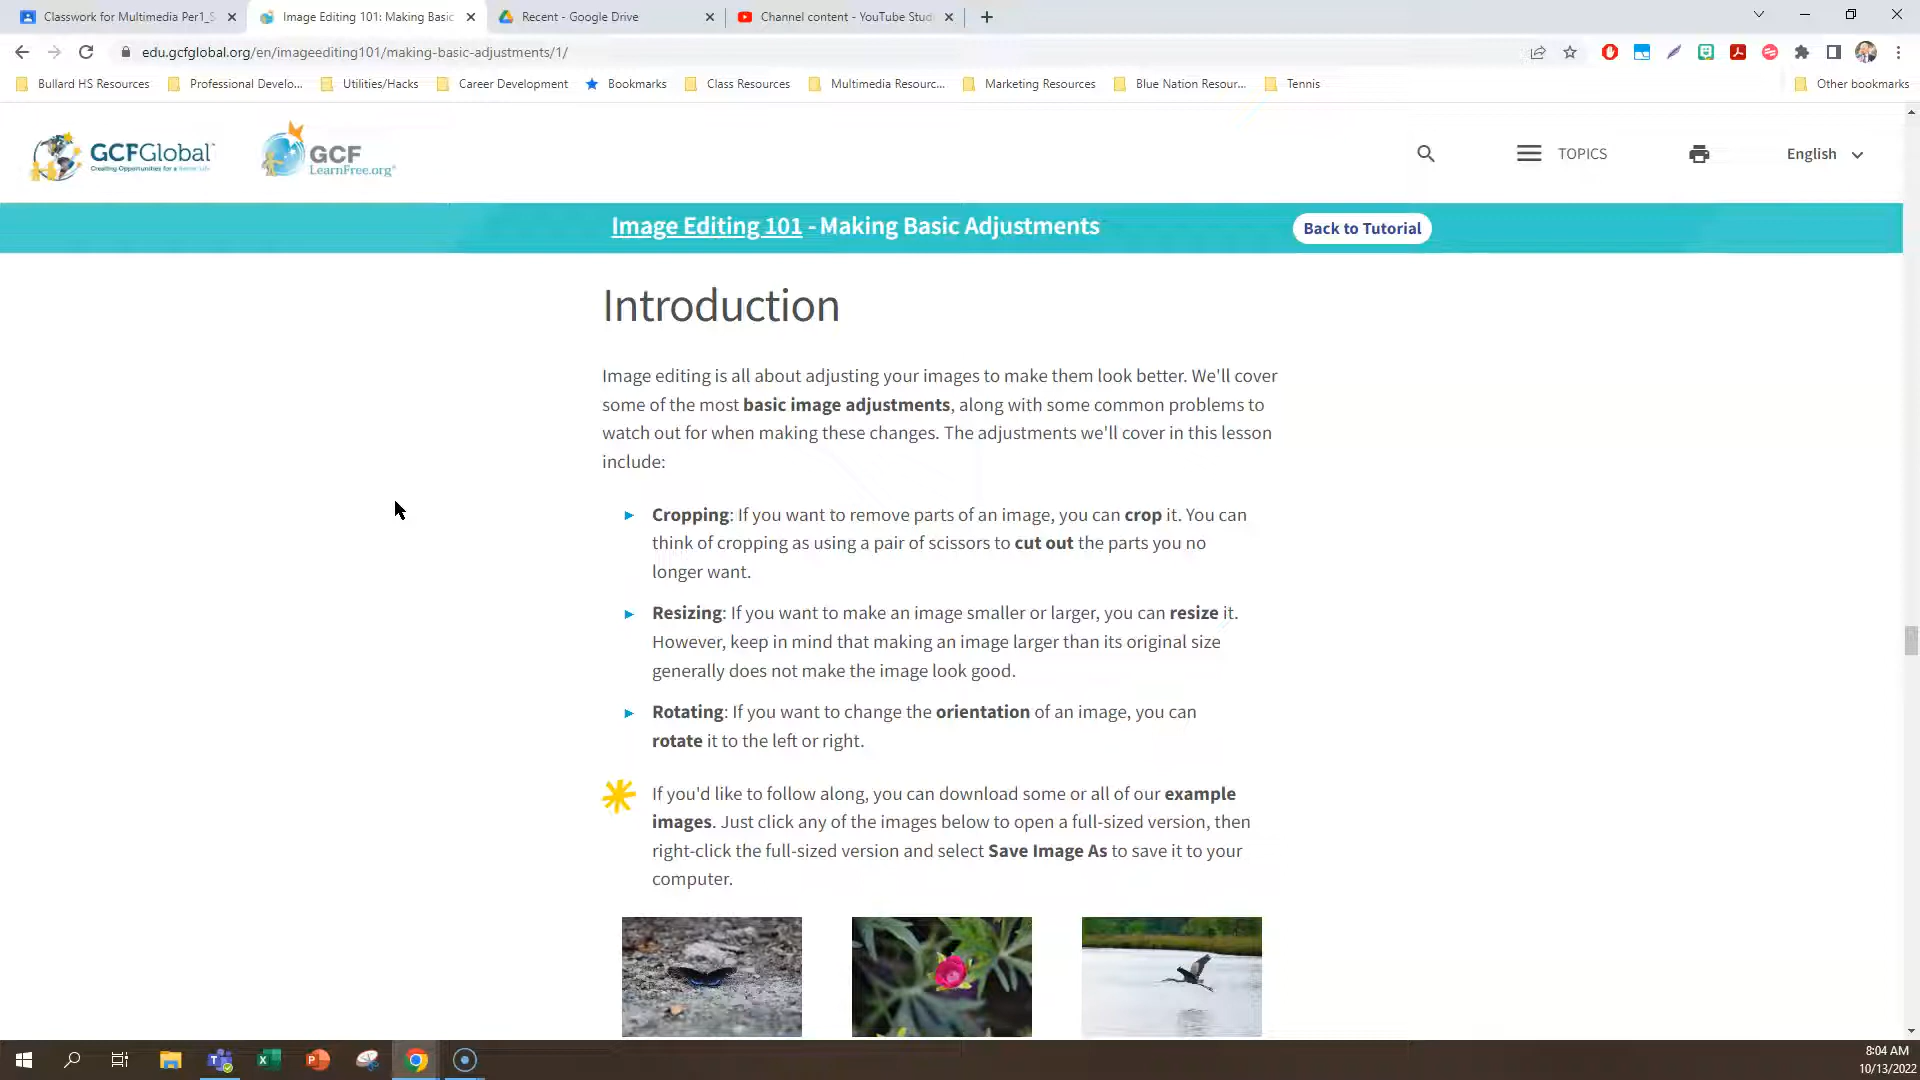 Classwork for Multimedia Per1_S
Image Editing 101: Making Basic
Recent - Google Drive
Channel content - YouTube Stud
edu.gcfglobal.org/en/imageediting101/making-basic-adjustments/1/
Bullard HS Resources
Professional Develo...
Utilities/Hacks
Career Development
Bookmarks
Class Resources
Multimedia Resourc...
Marketing Resources
Blue Nation Resour...
Tennis
Other bookmarks
GCFGlobal
Creating Opportunities for a Better Life
GCF
LearnFree.org
TOPICS
English
Image Editing 101 - Making Basic Adjustments
Back to Tutorial
Introduction
Image editing is all about adjusting your images to make them look better. We'll cover
some of the most basic image adjustments, along with some common problems to
watch out for when making these changes. The adjustments we'll cover in this lesson
include:
Cropping: If you want to remove parts of an image, you can crop it. You can
think of cropping as using a pair of scissors to cut out the parts you no
longer want.
Resizing: If you want to make an image smaller or larger, you can resize it.
However, keep in mind that making an image larger than its original size
generally does not make the image look good.
Rotating: If you want to change the orientation of an image, you can
rotate it to the left or right.
If you'd like to follow along, you can download some or all of our example
images. Just click any of the images below to open a full-sized version, then
right-click the full-sized version and select Save Image As to save it to your
computer.
8:04 AM
10/13/2022